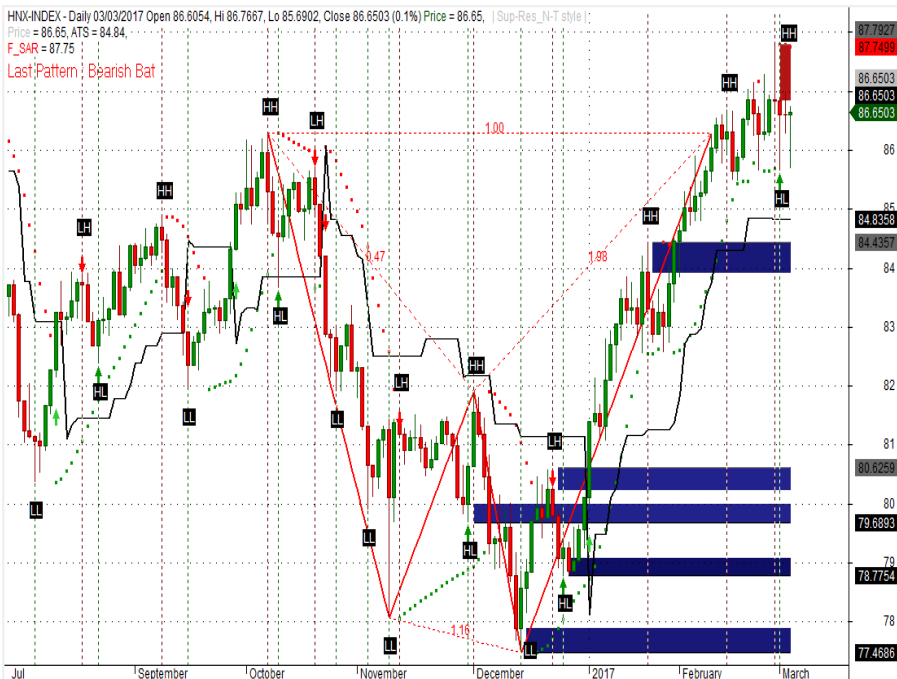 HNX-INDEX - Daily 03/03/2017 Open 86.6054, Hi 86.7667, Lo 85.6902, Close 86.6503 (0.1%) Price = 86.65, | Sup-Res_N-T style |
Price = 86.65, ATS = 84.84,
F_SAR = 87.75
Last Pattern : Bearish Bat
HH
87.7927
87.7499
HH
86.6503
86.6503
86.6503
HH
LH
1.00
86
HH
HL
85
LH
HH
84.8358
84.4357
0.47
1.98
84
HL
83
HH
82
HL
LH
LL
LL
81
LH
80.6259
80
LL
LL
79.6893
HL
79
78.7754
HL
78
1.16
LL
LL
77.4686
Jul
September
October
November
December
2017
February
March